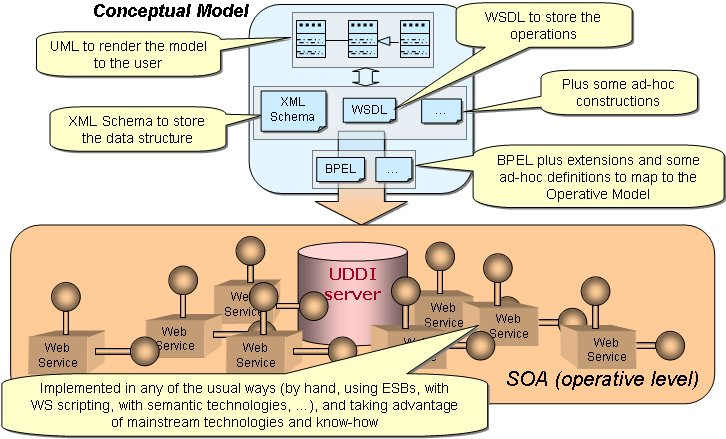 Conceptual Model
UML to render the model
to the user
WSDL to store the
operations
XML Schema to store
the data structure
XML
Schema
WSDL
...
Plus some ad-hoc
constructions
BPEL
...
BPEL plus extensions and some
ad-hoc definitions to map to the
Operative Model
UDDI
server
Web
Service
Web
Service
Web
Service
Web
Service
Web
Service
Web
Service
Web
Service
Web
Service
SOA (operative level)
Implemented in any of the usual ways (by hand, using ESBs, with
WS scripting, with semantic technologies, ...), and taking advantage
of mainstream technologies and know-how